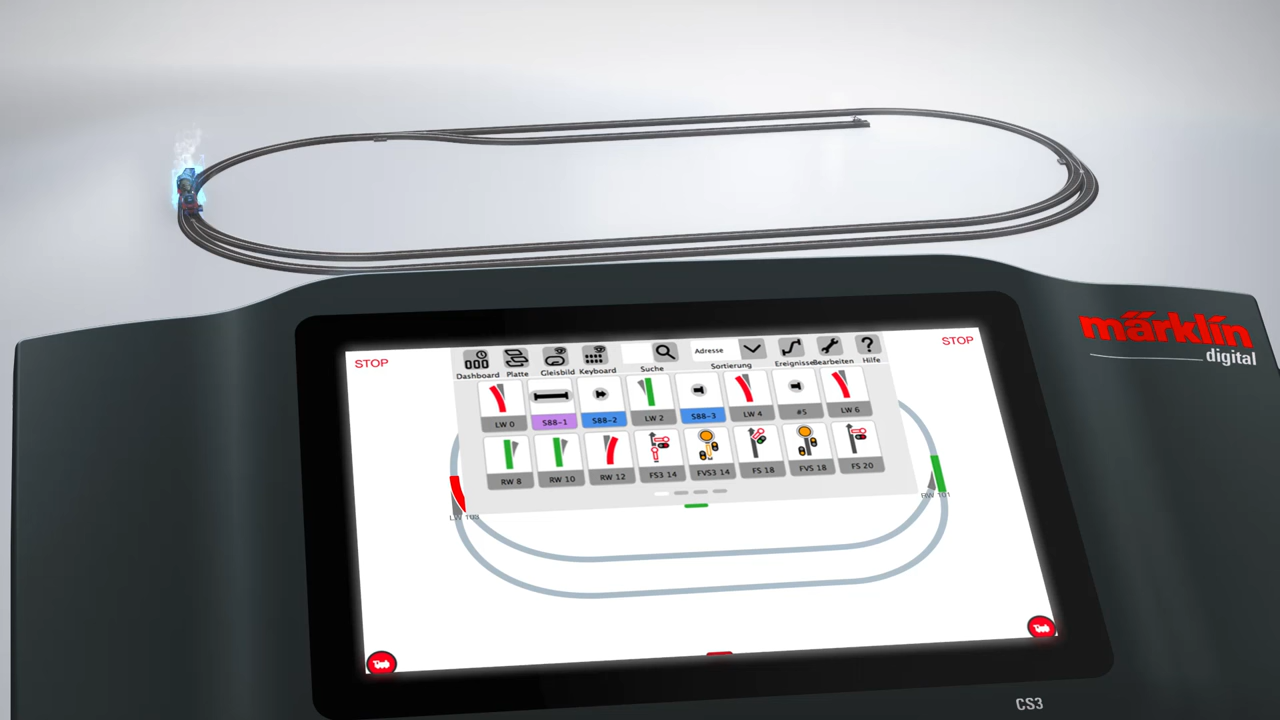 märklin
digital
STOP
STOP
Dashboard Platte Gleisbild Keyboard Suche Adresse Sortierung Ereignisse Bearbeiten Hilfe
LW 0 S88-1 S88-2 LW 2 S88-3 LW 4 #5 LW 6
RW 8 RW 10 RW 12 FS3 14 FVS3 14 FS 18 FVS 18 FS 20
LW 103
RW 101
CS3